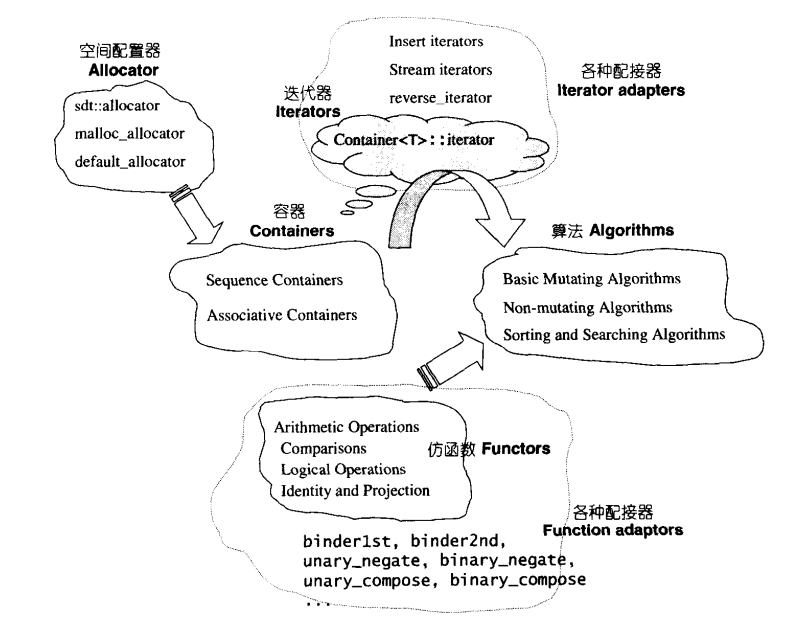 空间配置器
Allocator
sdt::allocator
malloc_allocator
default_allocator
Insert iterators
Stream iterators
reverse_iterator
迭代器
Iterators
各种配接器
Iterator adapters
Container<T>::iterator
容器
Containers
Sequence Containers
Associative Containers
算法 Algorithms
Basic Mutating Algorithms
Non-mutating Algorithms
Sorting and Searching Algorithms
Arithmetic Operations
Comparisons
Logical Operations
Identity and Projection
仿函数 Functors
各种配接器
Function adaptors
binder1st, binder2nd,
unary_negate, binary_negate,
unary_compose, binary_compose
...